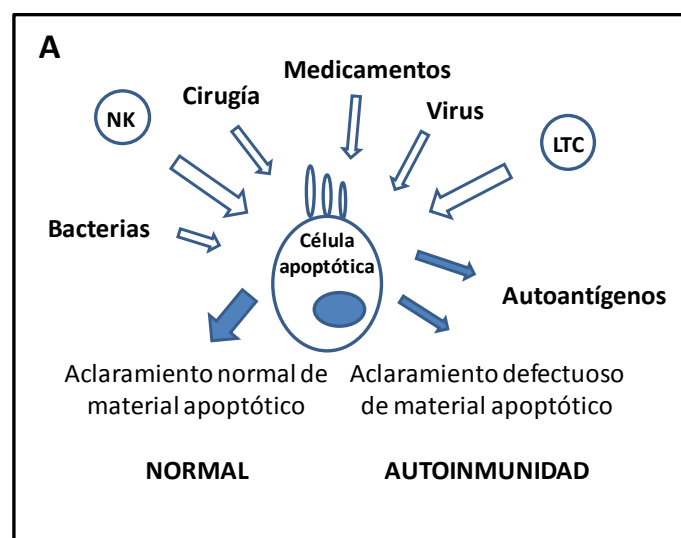 A
Medicamentos
Cirugía
NK
Virus
LTC
Bacterias
Célula
apoptótica
Autoantígenos
Aclaramiento normal de
material apoptótico
Aclaramiento defectuoso
de material apoptótico
NORMAL
AUTOINMUNIDAD